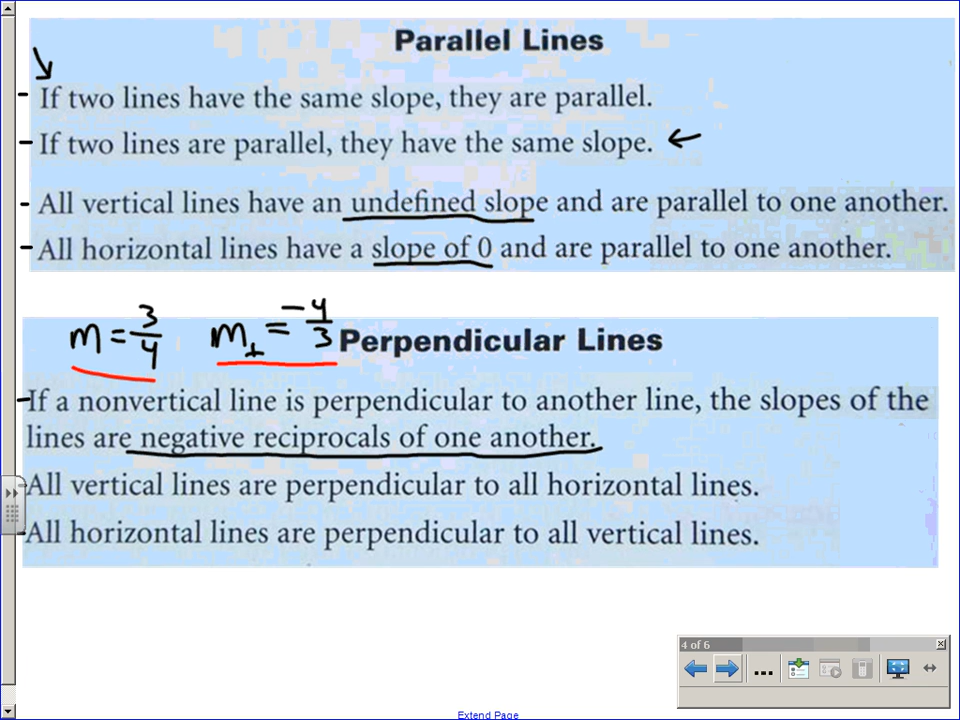 Parallel Lines
If two lines have the same slope, they are parallel.
If two lines are parallel, they have the same slope.
All vertical lines have an undefined slope and are parallel to one another.
All horizontal lines have a slope of 0 and are parallel to one another.
m = 3/4 m⊥ = -4/3 Perpendicular Lines
If a nonvertical line is perpendicular to another line, the slopes of the
lines are negative reciprocals of one another.
All vertical lines are perpendicular to all horizontal lines.
All horizontal lines are perpendicular to all vertical lines.
4 of 6
...
Extend Page